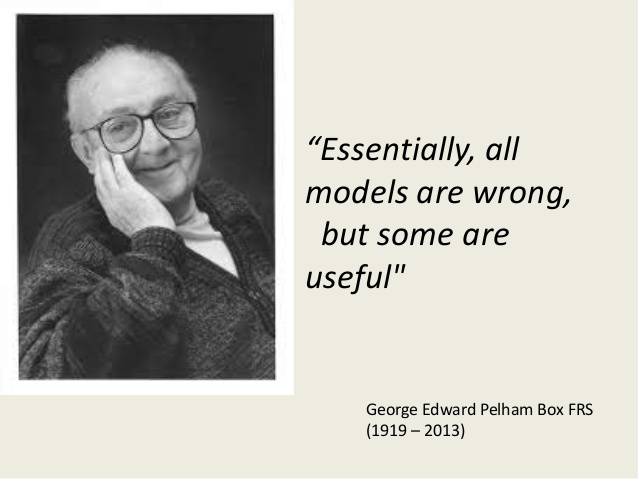 “Essentially, all
models are wrong,
but some are
useful"
George Edward Pelham Box FRS
(1919 – 2013)